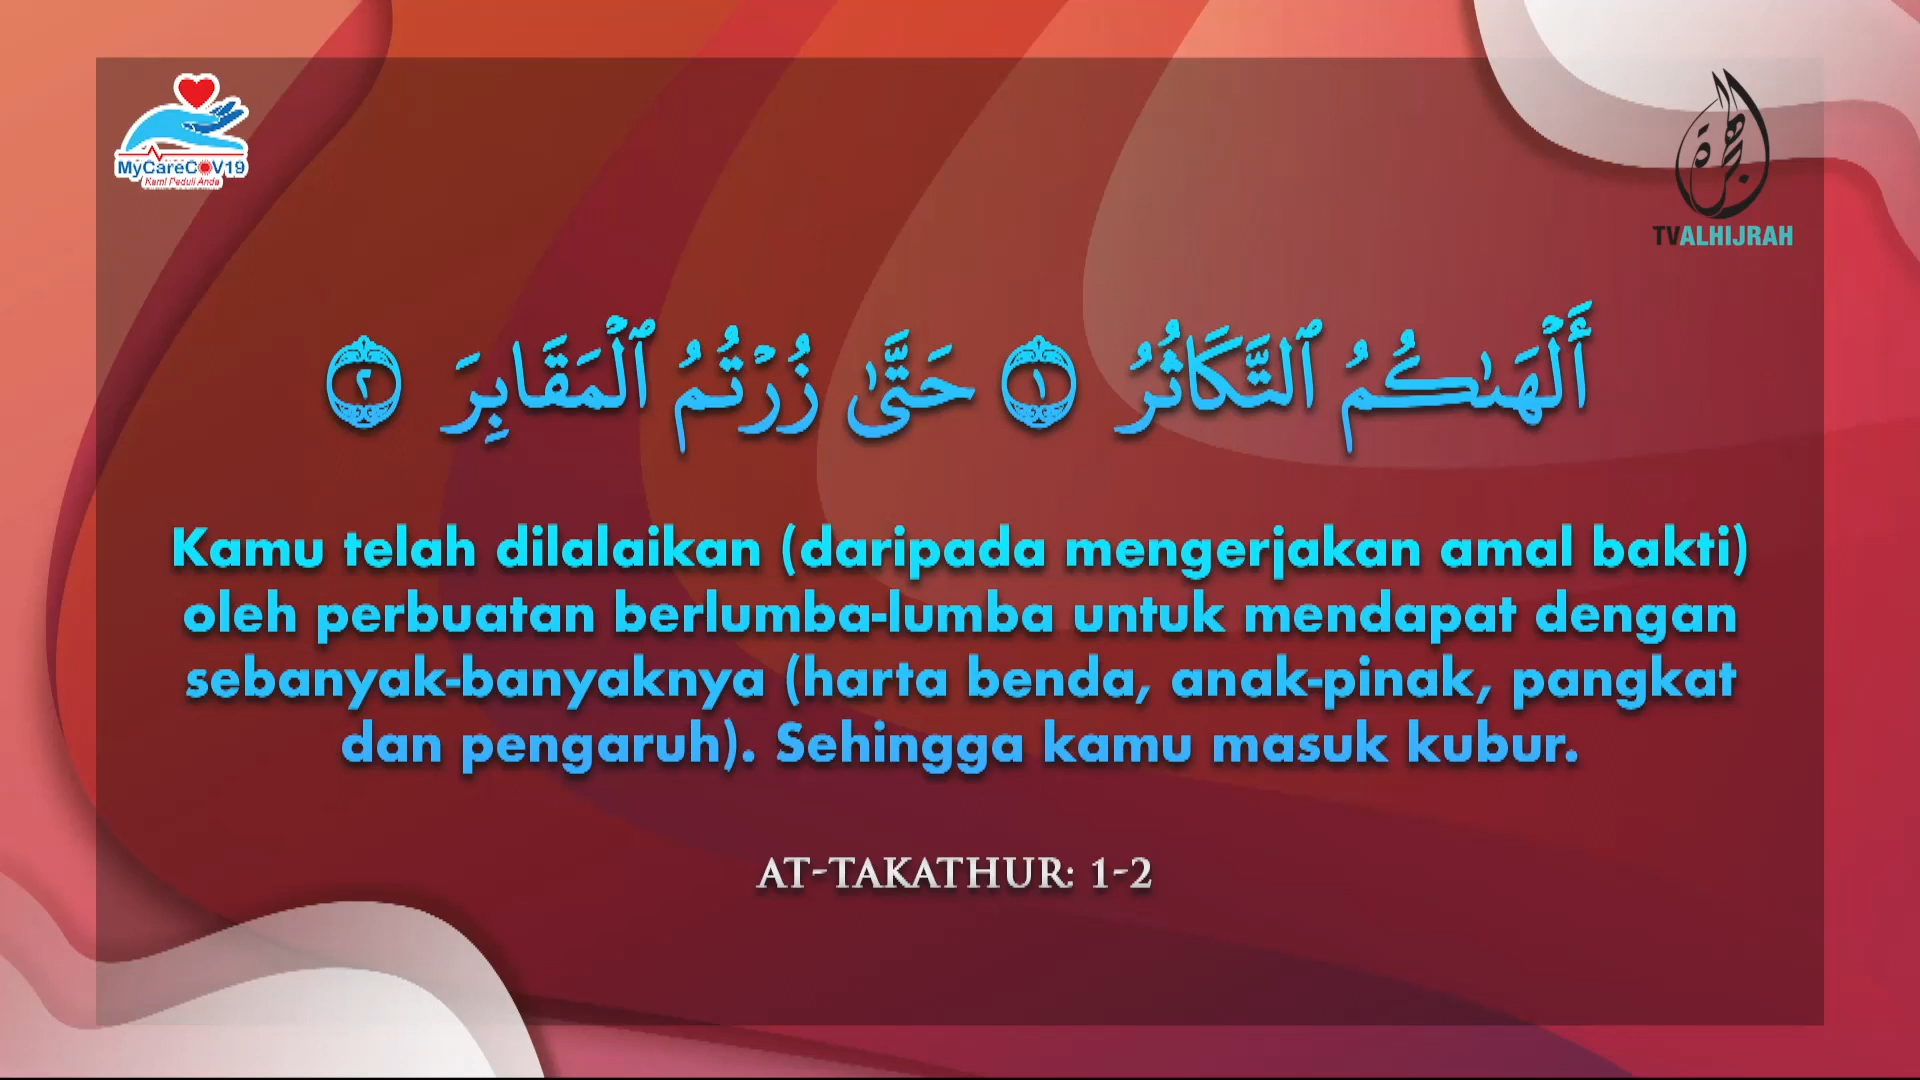 MyCareCOV19
Kami Peduli Anda
الهجرة
TVALHIJRAH
أَلْهَىٰكُمُ ٱلتَّكَاثُرُ ١ حَتَّىٰ زُرْتُمُ ٱلْمَقَابِرَ ٢
Kamu telah dilalaikan (daripada mengerjakan amal bakti)
oleh perbuatan berlumba-lumba untuk mendapat dengan
sebanyak-banyaknya (harta benda, anak-pinak, pangkat
dan pengaruh). Sehingga kamu masuk kubur.
AT-TAKATHUR: 1-2